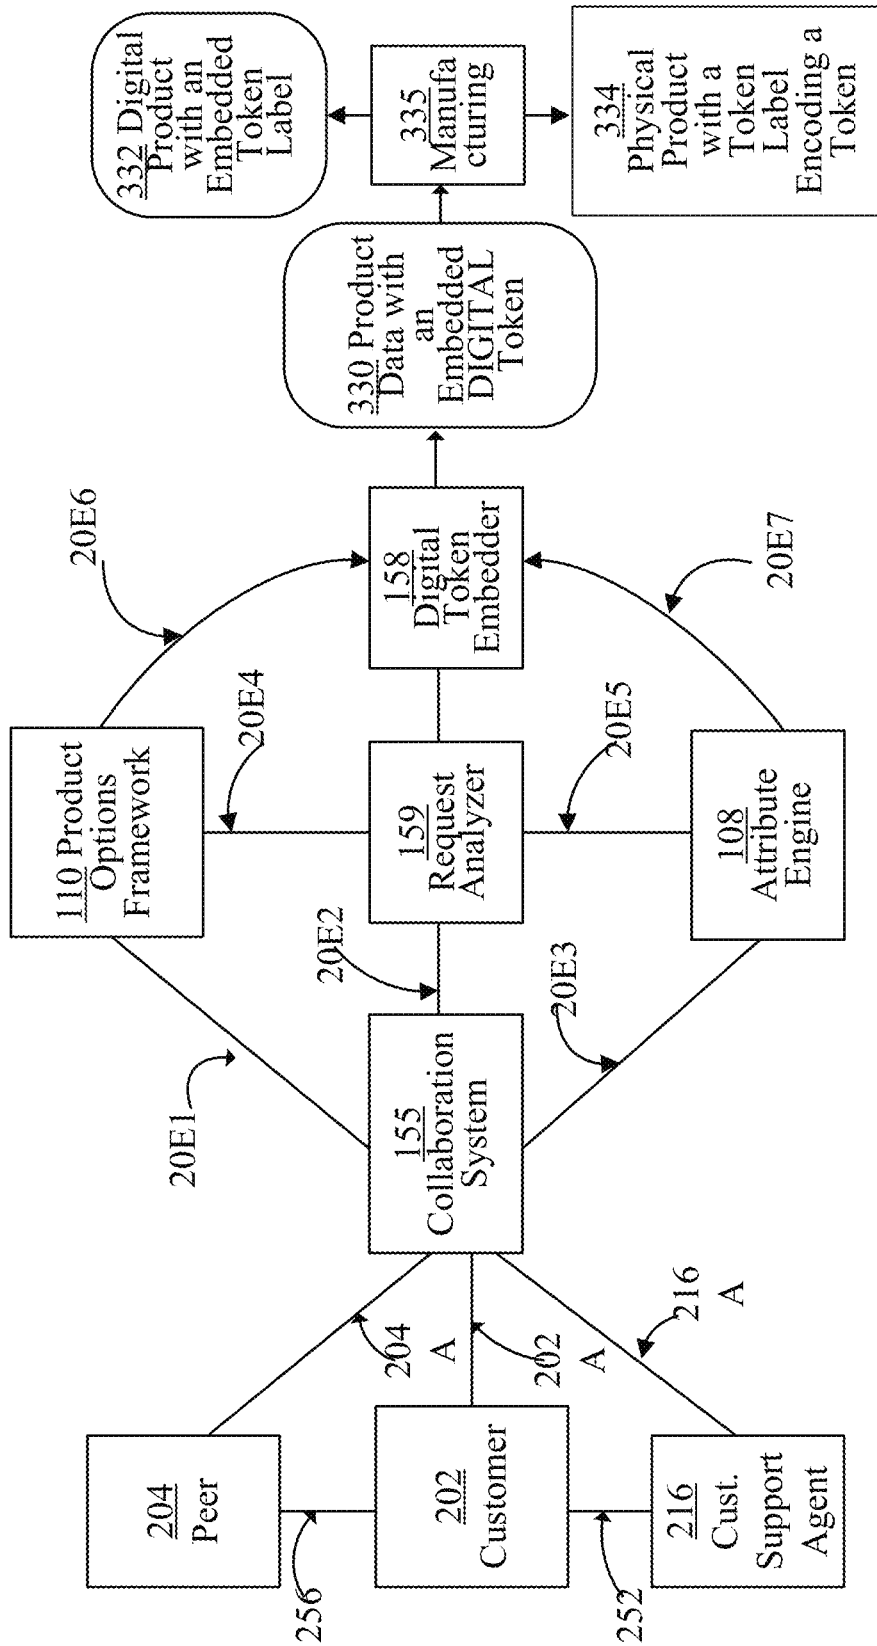 204
Peer
256
202
Customer
252
216
Cust.
Support
Agent
204
A
202
A
216
A
155
Collaboration
System
20E1
20E2
20E3
110 Product
Options
Framework
20E4
159
Request
Analyzer
20E5
108
Attribute
Engine
20E6
158
Digital
Token
Embedder
20E7
330 Product
Data with
an
Embedded
DIGITAL
Token
332 Digital
Product
with an
Embedded
Token
Label
335
Manufa
cturing
334
Physical
Product
with a
Token
Label
Encoding a
Token